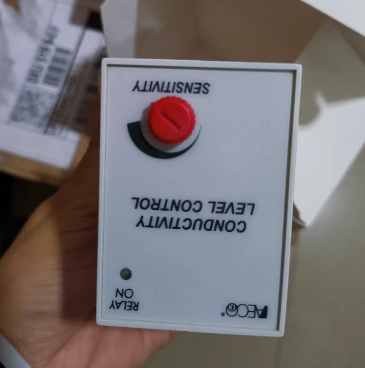 AECO®
RELAY
ON
CONDUCTIVITY
LEVEL CONTROL
SENSITIVITY